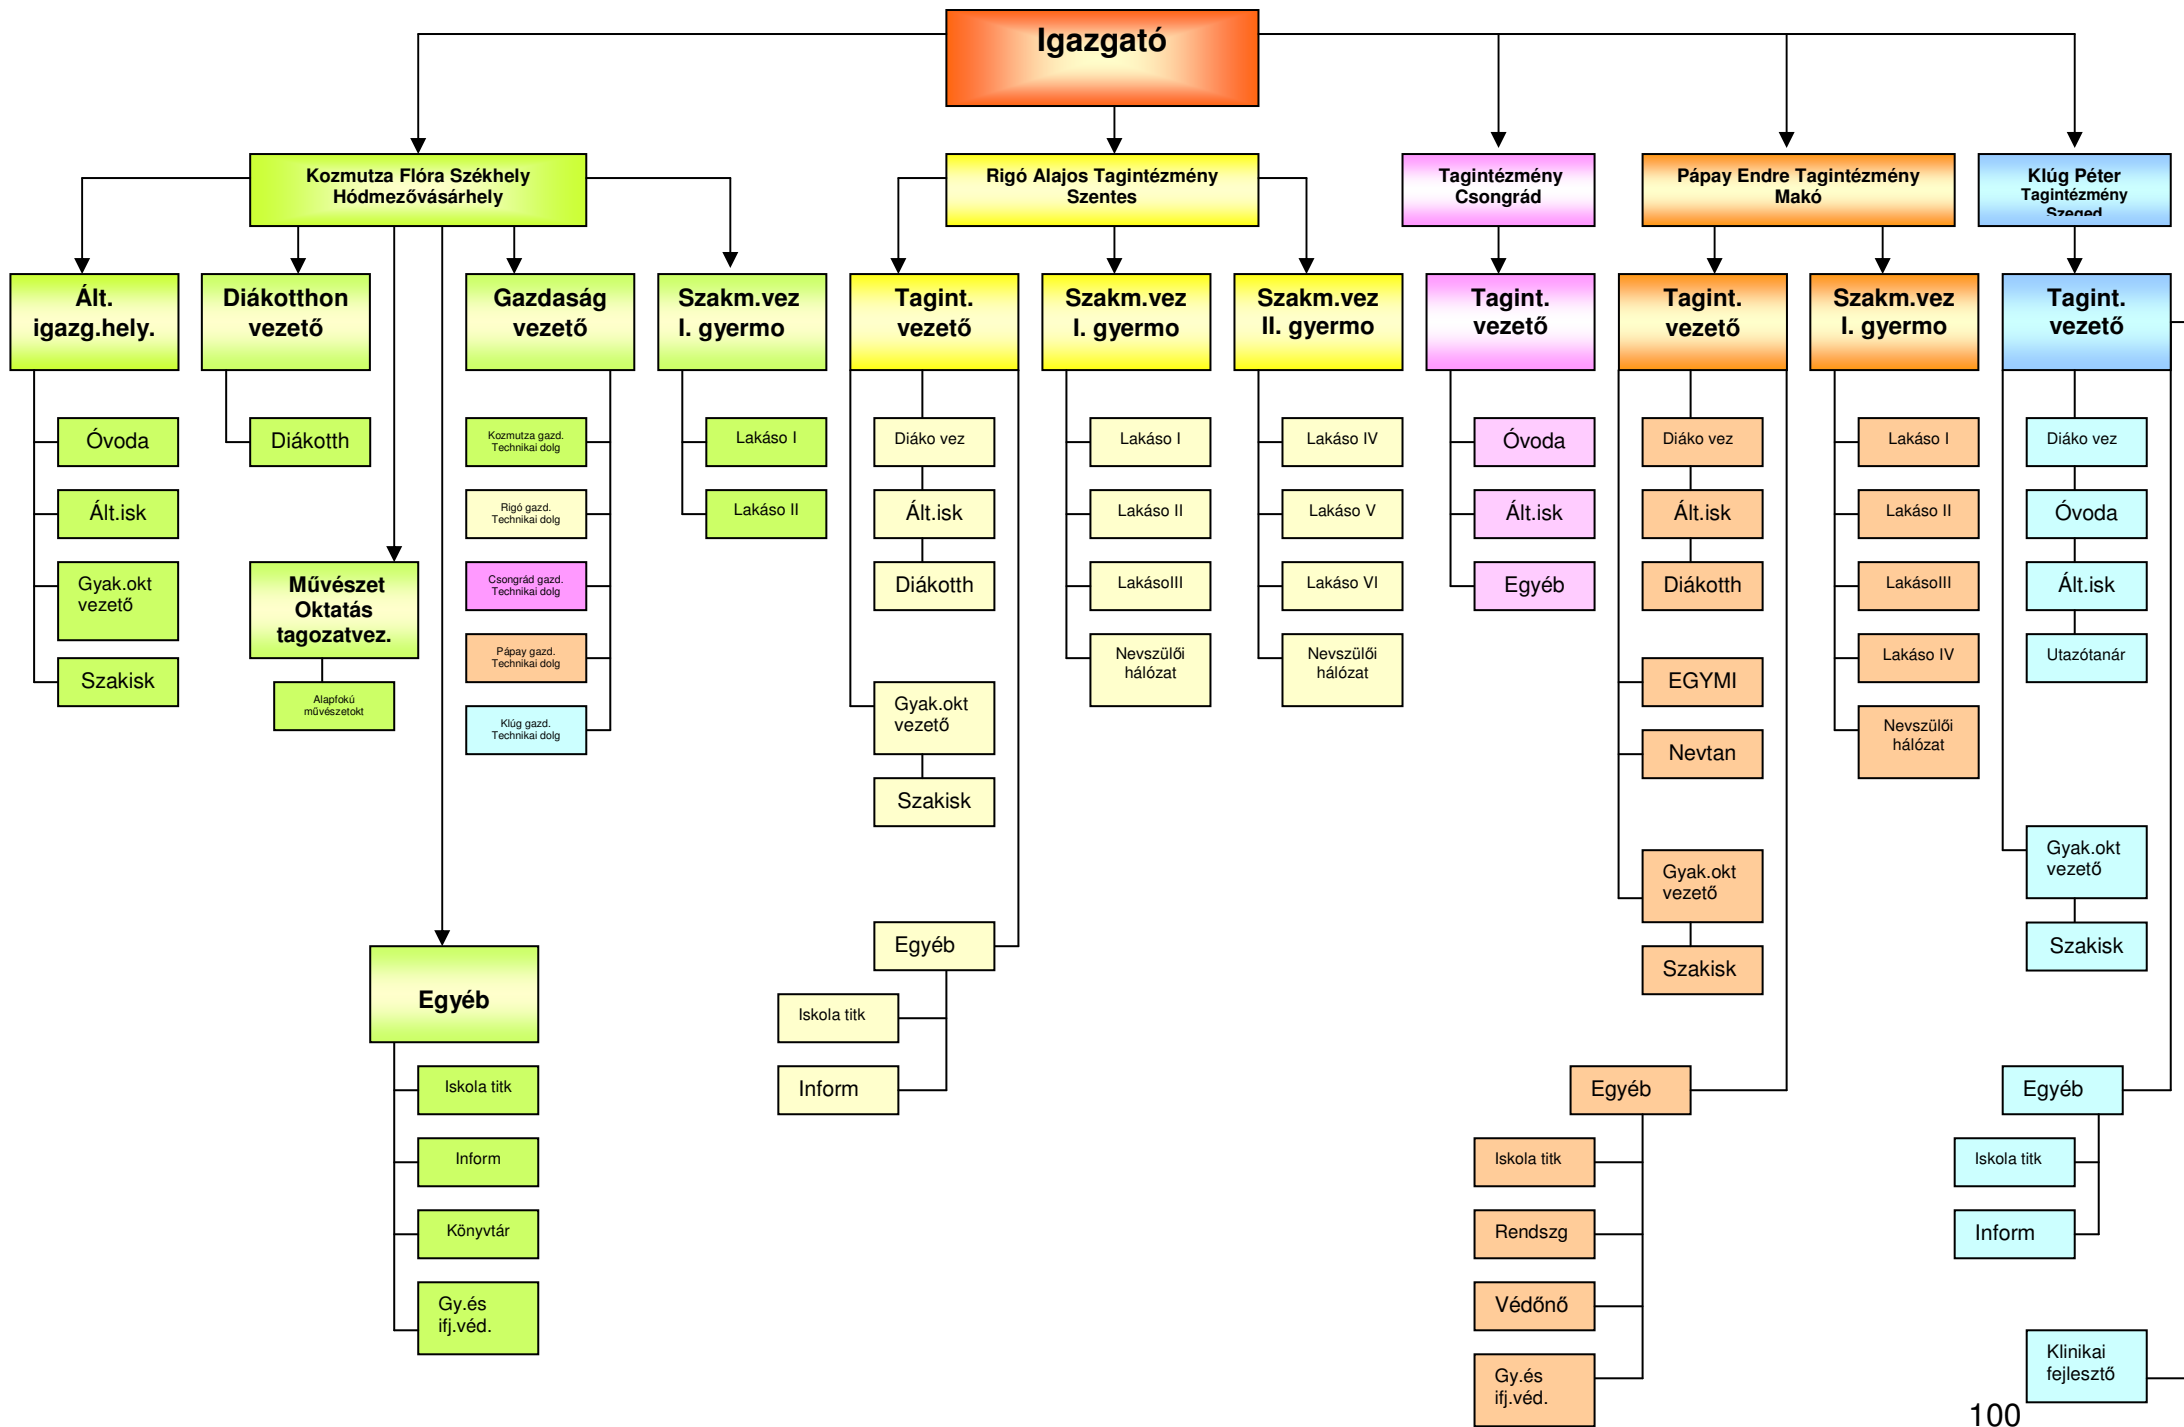 Igazgató
Kozmutza Flóra Székhely
Hódmezővásárhely
Rigó Alajos Tagintézmény
Szentes
Tagintézmény
Csongrád
Pápay Endre Tagintézmény
Makó
Klúg Péter
Tagintézmény
Szeged
Ált.
igazg.hely.
Diákotthon
vezető
Gazdaság
vezető
Szakm.vez
I. gyermo
Tagint.
vezető
Szakm.vez
I. gyermo
Szakm.vez
II. gyermo
Tagint.
vezető
Tagint.
vezető
Szakm.vez
I. gyermo
Tagint.
vezető
Óvoda
Ált.isk
Gyak.okt
vezető
Szakisk
Diákotth
Művészet
Oktatás
tagozatvez.
Alapfokú
művészetokt
Kozmutza gazd.
Technikai dolg
Rigó gazd.
Technikai dolg
Csongrád gazd.
Technikai dolg
Pápay gazd.
Technikai dolg
Klúg gazd.
Technikai dolg
Lakáso I
Lakáso II
Egyéb
Iskola titk
Inform
Könyvtár
Gy.és
ifj.véd.
Diáko vez
Ált.isk
Diákotth
Gyak.okt
vezető
Szakisk
Egyéb
Iskola titk
Inform
Lakáso I
Lakáso II
LakásoIII
Nevszülői
hálózat
Lakáso IV
Lakáso V
Lakáso VI
Nevszülői
hálózat
Óvoda
Ált.isk
Egyéb
Diáko vez
Ált.isk
Diákotth
EGYMI
Nevtan
Gyak.okt
vezető
Szakisk
Egyéb
Iskola titk
Rendszg
Védőnő
Gy.és
ifj.véd.
Lakáso I
Lakáso II
LakásoIII
Lakáso IV
Nevszülői
hálózat
Diáko vez
Óvoda
Ált.isk
Utazótanár
Gyak.okt
vezető
Szakisk
Egyéb
Iskola titk
Inform
Klinikai
fejlesztő
100